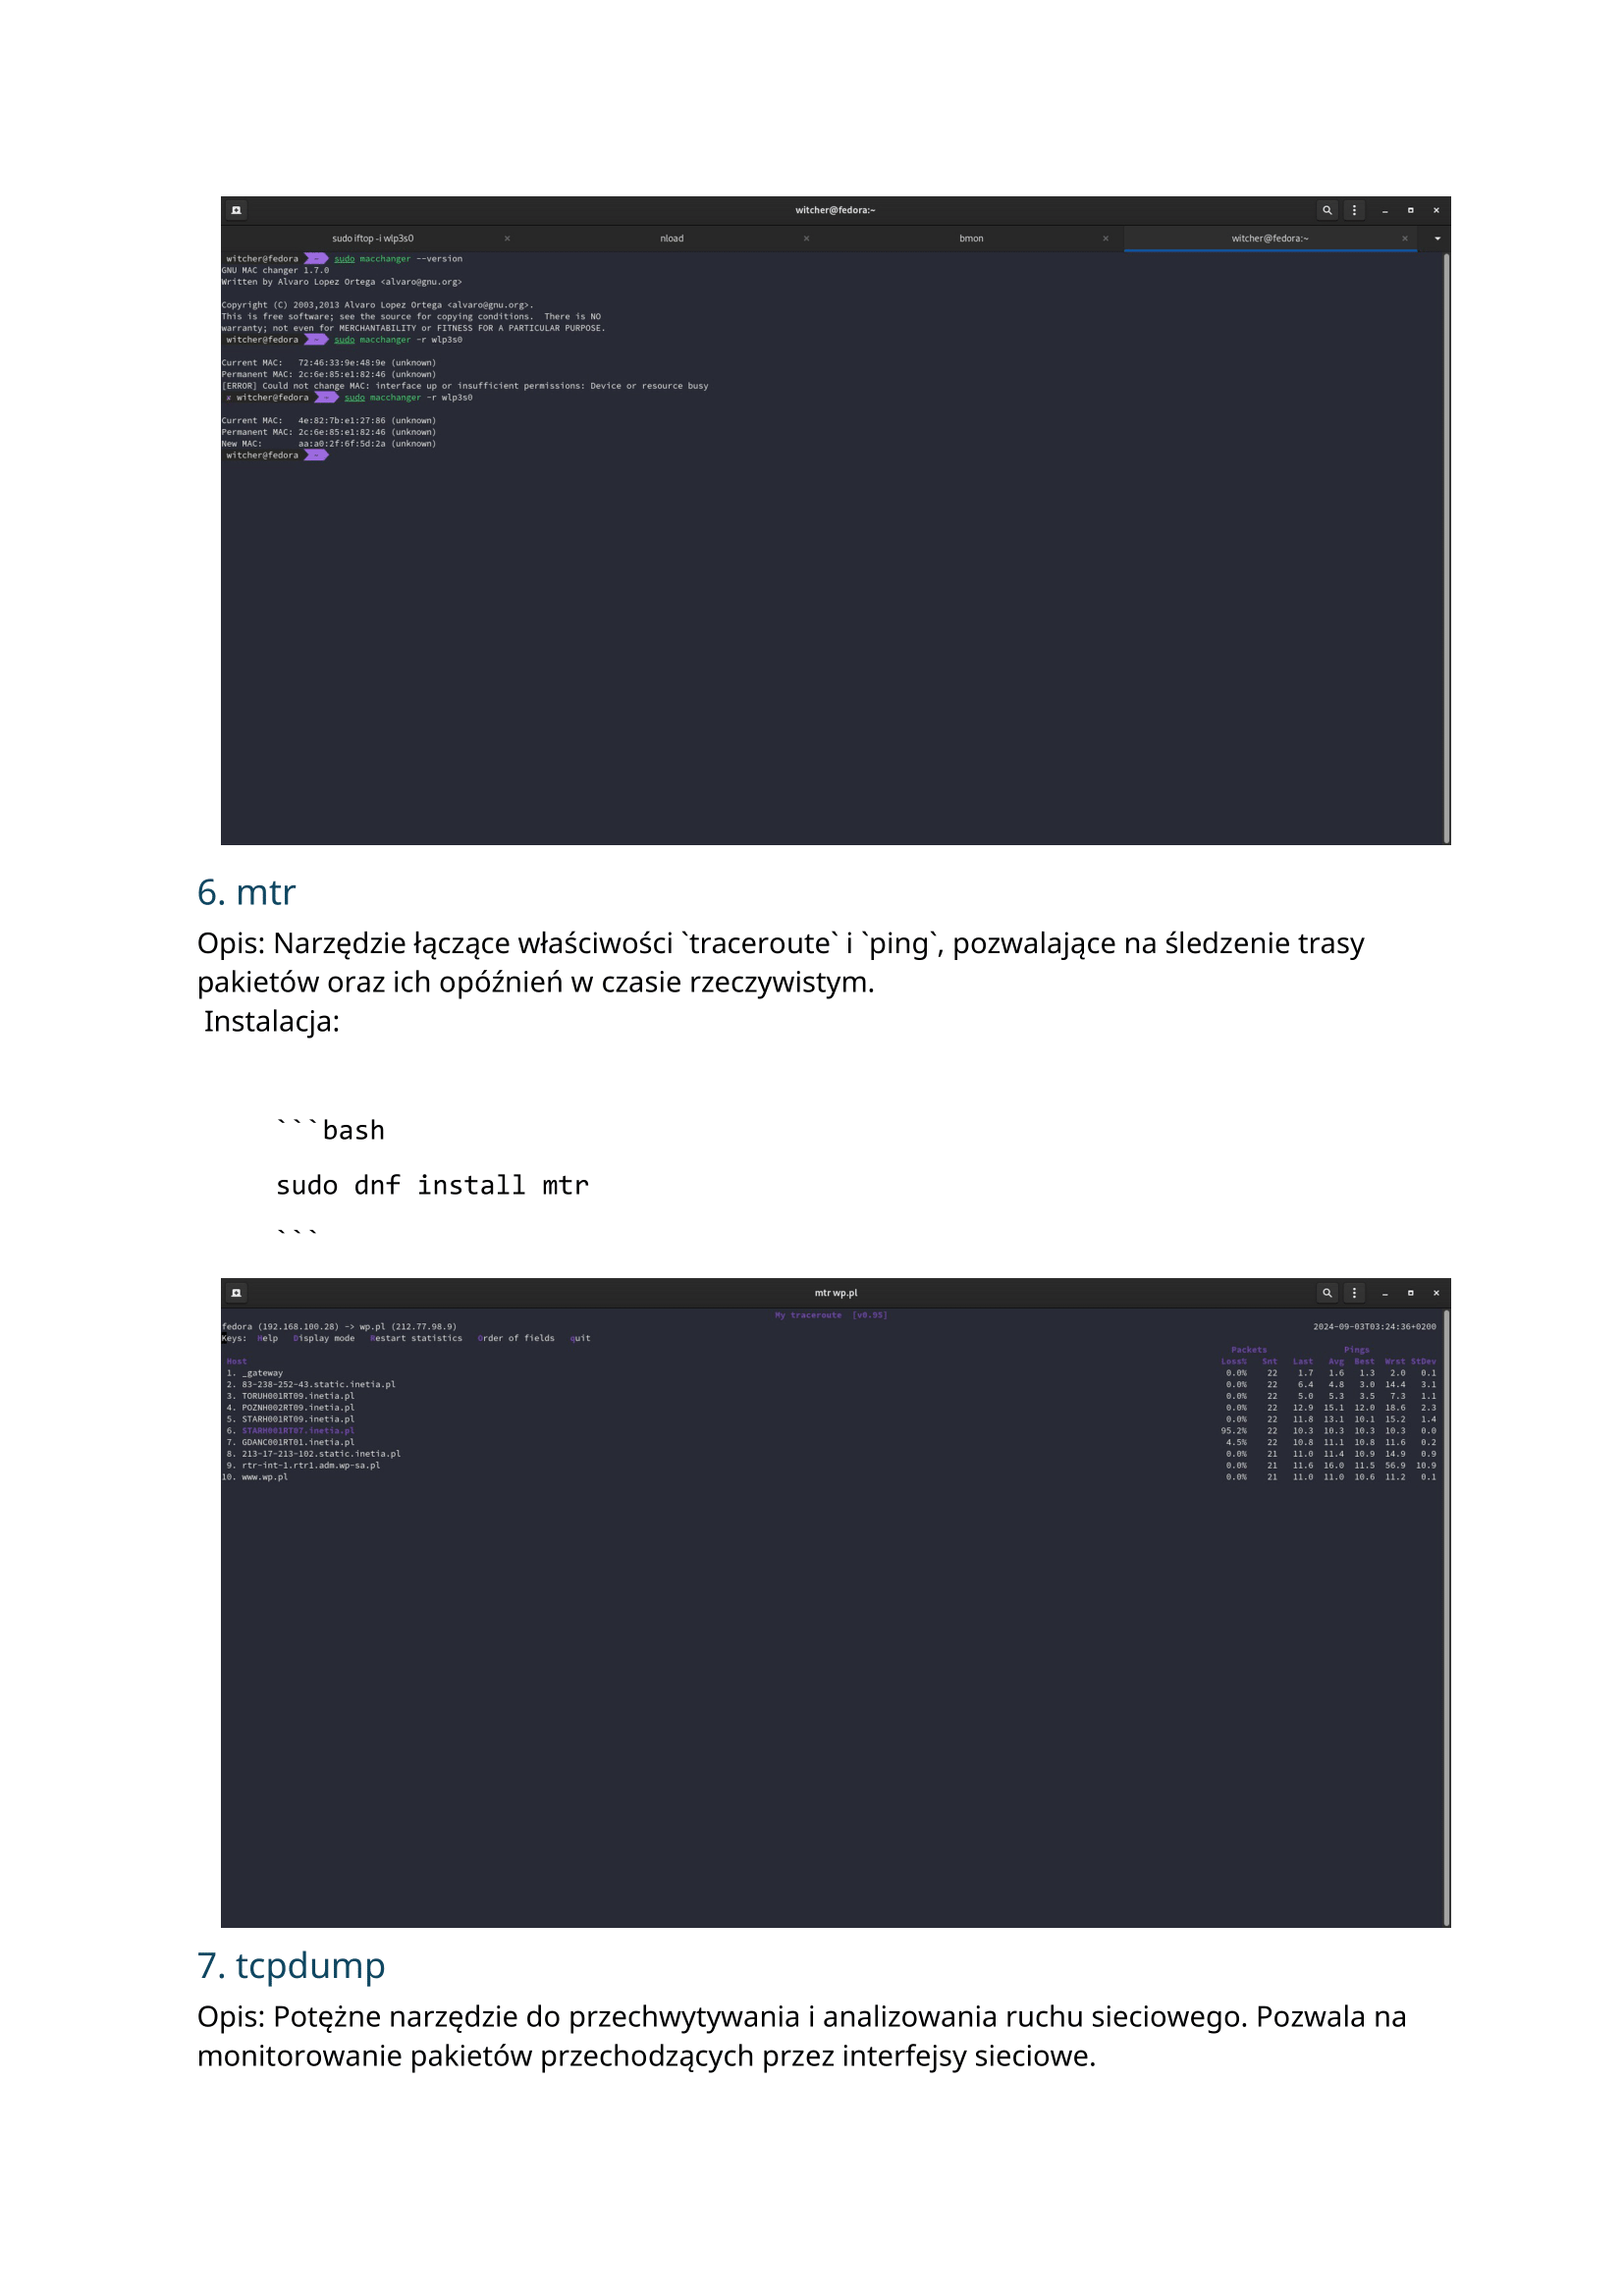 witcher@fedora:~
sudo iftop -i wlp3s0 nload bmon witcher@fedora:~
witcher@fedora ~ sudo macchanger --version
GNU MAC changer 1.7.0
Written by Alvaro Lopez Ortega <alvaro@gnu.org>
Copyright (C) 2003,2013 Alvaro Lopez Ortega <alvaro@gnu.org>.
This is free software; see the source for copying conditions.  There is NO
warranty; not even for MERCHANTABILITY or FITNESS FOR A PARTICULAR PURPOSE.
witcher@fedora ~ sudo macchanger -r wlp3s0
Current MAC:   72:46:33:9e:48:9e (unknown)
Permanent MAC: 2c:6e:85:e1:82:46 (unknown)
[ERROR] Could not change MAC: interface up or insufficient permissions: Device or resource busy
✘ witcher@fedora ~ sudo macchanger -r wlp3s0
Current MAC:   4e:82:7b:e1:27:86 (unknown)
Permanent MAC: 2c:6e:85:e1:82:46 (unknown)
New MAC:       aa:a0:2f:6f:5d:2a (unknown)
witcher@fedora ~
6. mtr
Opis: Narzędzie łączące właściwości `traceroute` i `ping`, pozwalające na śledzenie trasy
pakietów oraz ich opóźnień w czasie rzeczywistym.
Instalacja:
```bash
sudo dnf install mtr
```
mtr wp.pl
My traceroute  [v0.95]
fedora (192.168.100.28) -> wp.pl (212.77.98.9) 2024-09-03T03:24:36+0200
Keys:  Help   Display mode   Restart statistics   Order of fields   quit
Packets Pings
Host Loss% Snt Last Avg Best Wrst StDev
1. _gateway 0.0% 22 1.7 1.6 1.3 2.0 0.1
2. 83-238-252-43.static.inetia.pl 0.0% 22 6.4 4.8 3.0 14.4 3.1
3. TORUH001RT09.inetia.pl 0.0% 22 5.0 5.3 3.5 7.3 1.1
4. POZNH002RT09.inetia.pl 0.0% 22 12.9 15.1 12.0 18.6 2.3
5. STARH001RT09.inetia.pl 0.0% 22 11.8 13.1 10.1 15.2 1.4
6. STARH001RT07.inetia.pl 95.2% 22 10.3 10.3 10.3 10.3 0.0
7. GDANC001RT01.inetia.pl 4.5% 22 10.8 11.1 10.8 11.6 0.2
8. 213-17-213-102.static.inetia.pl 0.0% 21 11.0 11.4 10.9 14.9 0.9
9. rtr-int-1.rtr1.adm.wp-sa.pl 0.0% 21 11.6 16.0 11.5 56.9 10.9
10. www.wp.pl 0.0% 21 11.0 11.0 10.6 11.2 0.1
7. tcpdump
Opis: Potężne narzędzie do przechwytywania i analizowania ruchu sieciowego. Pozwala na
monitorowanie pakietów przechodzących przez interfejsy sieciowe.